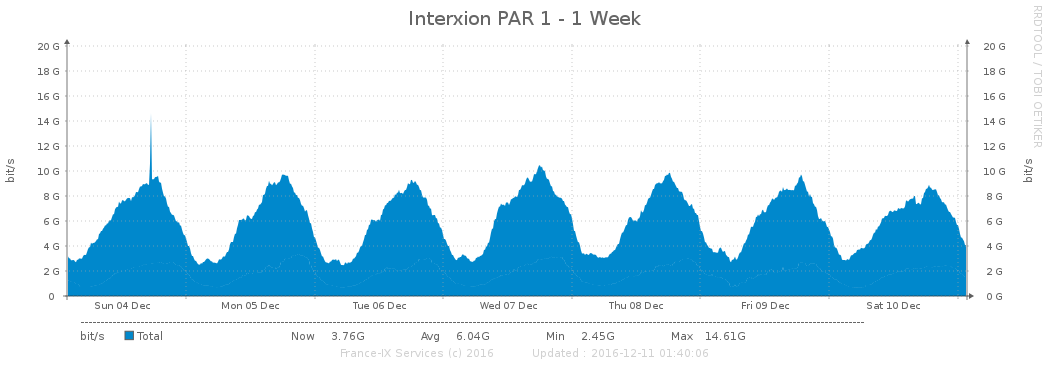 Interxion PAR 1 - 1 Week
RRDTOOL / TOBI OETIKER
bit/s
bit/s
20 G 20 G
18 G 18 G
16 G 16 G
14 G 14 G
12 G 12 G
10 G 10 G
8 G 8 G
6 G 6 G
4 G 4 G
2 G 2 G
0 0 G
Sun 04 Dec Mon 05 Dec Tue 06 Dec Wed 07 Dec Thu 08 Dec Fri 09 Dec Sat 10 Dec
bit/s Total Now 3.76G Avg 6.04G Min 2.45G Max 14.61G
France-IX Services (c) 2016 Updated : 2016-12-11 01:40:06